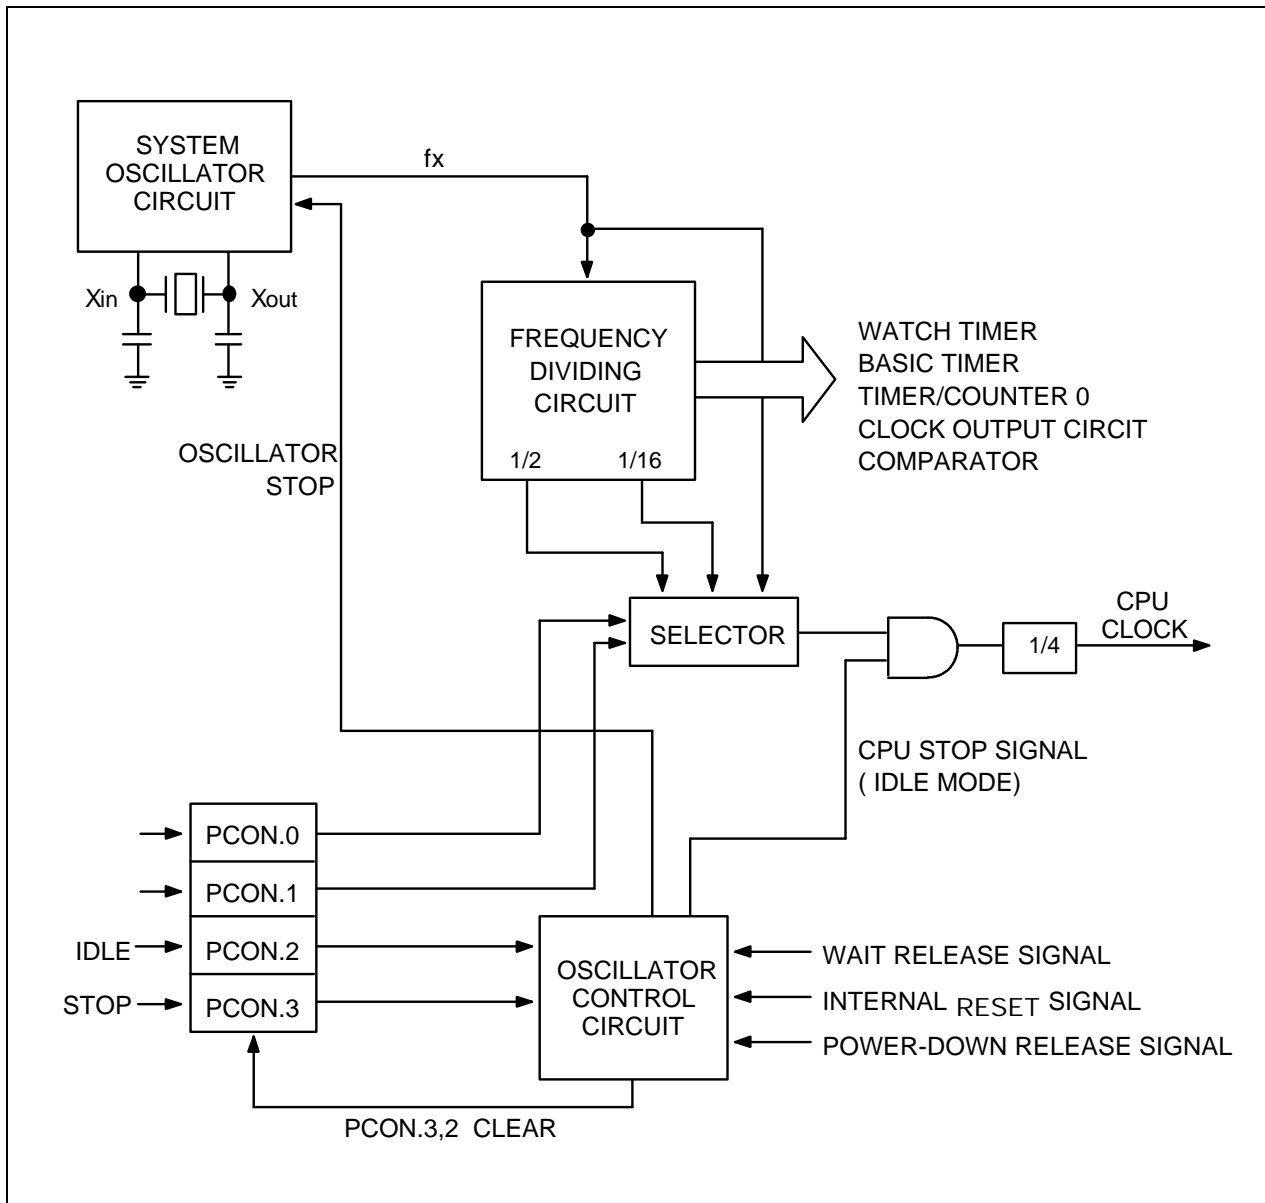 SYSTEM
OSCILLATOR
CIRCUIT
fx
Xin
Xout
FREQUENCY
DIVIDING
CIRCUIT
1/2
1/16
WATCH TIMER
BASIC TIMER
TIMER/COUNTER 0
CLOCK OUTPUT CIRCIT
COMPARATOR
OSCILLATOR
STOP
SELECTOR
1/4
CPU
CLOCK
CPU STOP SIGNAL
( IDLE MODE)
PCON.0
PCON.1
IDLE
PCON.2
STOP
PCON.3
OSCILLATOR
CONTROL
CIRCUIT
WAIT RELEASE SIGNAL
INTERNAL RESET SIGNAL
POWER-DOWN RELEASE SIGNAL
PCON.3,2 CLEAR